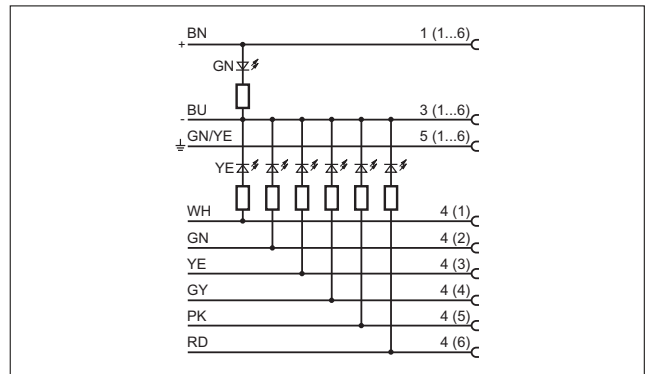 BN 1 (1...6)
+
GN
BU 3 (1...6)
-
GN/YE 5 (1...6)
YE
WH 4 (1)
GN 4 (2)
YE 4 (3)
GY 4 (4)
PK 4 (5)
RD 4 (6)